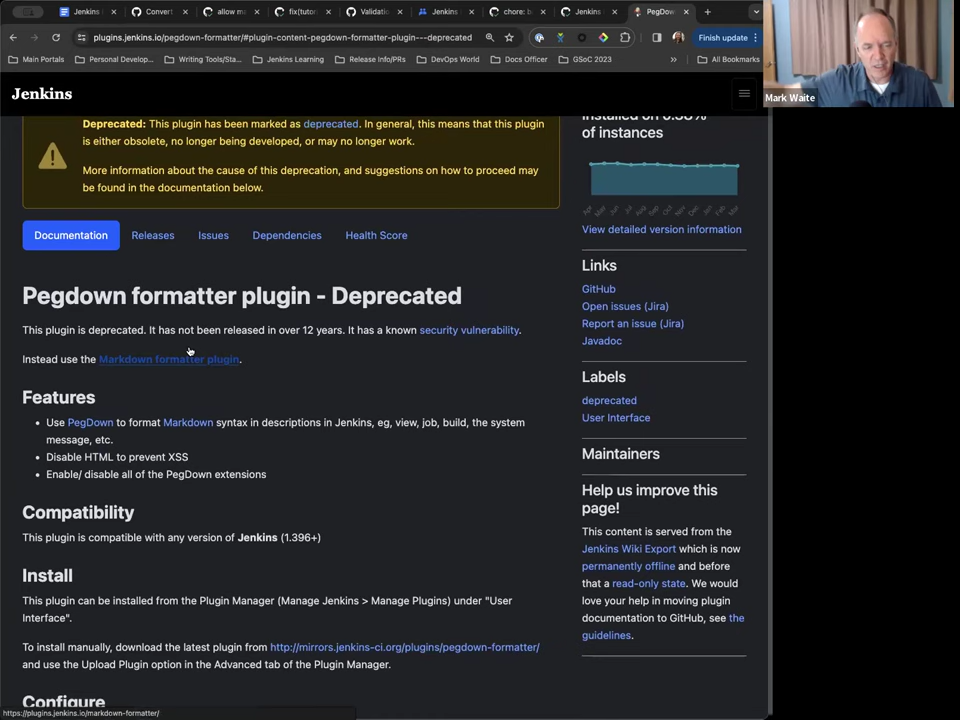 Jenkins
Convert
allow m
fix(tutor
Validatio
Jenkins
chore: b
Jenkins
PegDow
plugins.jenkins.io/pegdown-formatter/#plugin-content-pegdown-formatter-plugin---deprecated
Finish update
Main Portals
Personal Develop...
Writing Tools/Sta...
Jenkins Learning
Release Info/PRs
DevOps World
Docs Officer
GSoC 2023
»
All Bookmarks
Mark Waite
Jenkins
Deprecated: This plugin has been marked as deprecated. In general, this means that this plugin
is either obsolete, no longer being developed, or may no longer work.
More information about the cause of this deprecation, and suggestions on how to proceed may
be found in the documentation below.
Documentation
Releases
Issues
Dependencies
Health Score
Pegdown formatter plugin - Deprecated
This plugin is deprecated. It has not been released in over 12 years. It has a known security vulnerability.
Instead use the Markdown formatter plugin.
Features
• Use PegDown to format Markdown syntax in descriptions in Jenkins, eg, view, job, build, the system
message, etc.
• Disable HTML to prevent XSS
• Enable/ disable all of the PegDown extensions
Compatibility
This plugin is compatible with any version of Jenkins (1.396+)
Install
This plugin can be installed from the Plugin Manager (Manage Jenkins > Manage Plugins) under "User
Interface".
To install manually, download the latest plugin from http://mirrors.jenkins-ci.org/plugins/pegdown-formatter/
and use the Upload Plugin option in the Advanced tab of the Plugin Manager.
Configure
https://plugins.jenkins.io/markdown-formatter/
of instances
View detailed version information
Links
GitHub
Open issues (Jira)
Report an issue (Jira)
Javadoc
Labels
deprecated
User Interface
Maintainers
Help us improve this
page!
This content is served from the
Jenkins Wiki Export which is now
permanently offline and before
that a read-only state. We would
love your help in moving plugin
documentation to GitHub, see the
guidelines.